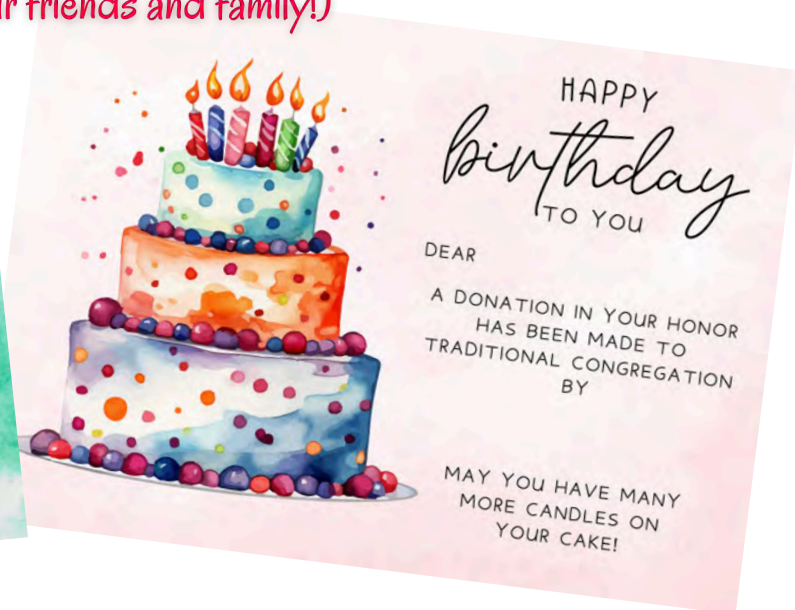 friends and family!)
HAPPY
birthday
TO YOU
DEAR
A DONATION IN YOUR HONOR
HAS BEEN MADE TO
TRADITIONAL CONGREGATION
BY
MAY YOU HAVE MANY
MORE CANDLES ON
YOUR CAKE!